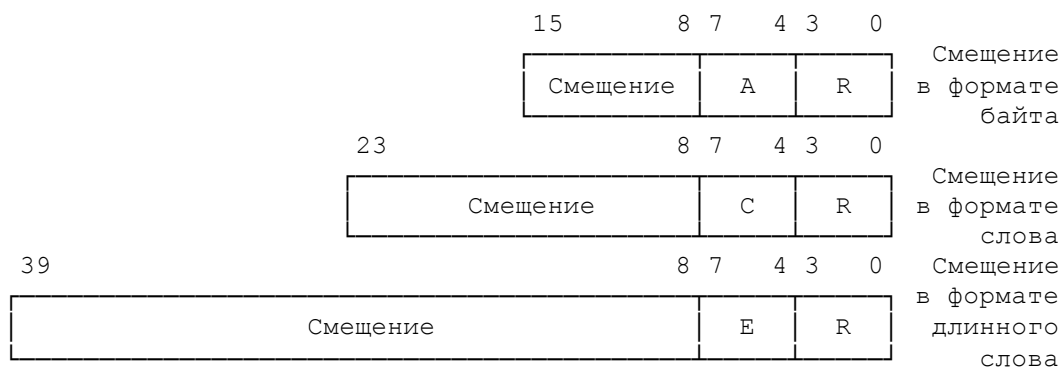 15 8 7 4 3 0
Смещение
Смещение A R в формате
байта
23 8 7 4 3 0
Смещение
Смещение C R в формате
слова
39 8 7 4 3 0 Смещение
в формате
Смещение E R длинного
слова